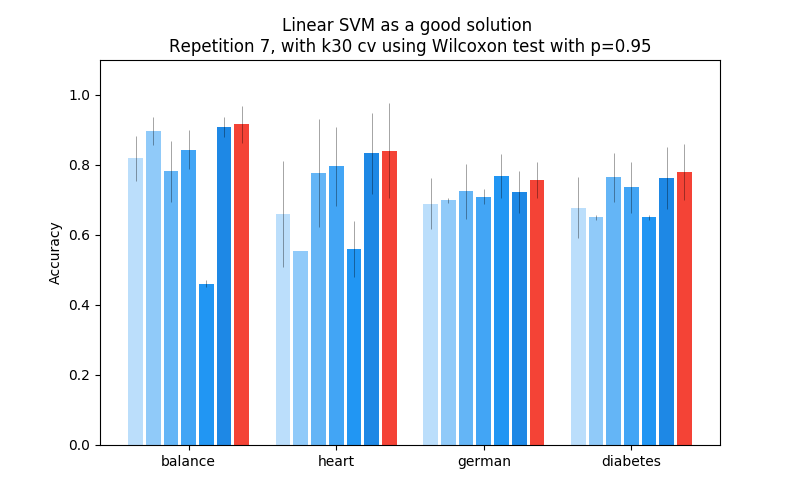 Linear SVM as a good solution
Repetition 7, with k30 cv using Wilcoxon test with p=0.95
1.0
0.8
0.6
0.4
0.2
0.0
Accuracy
balance
heart
german
diabetes